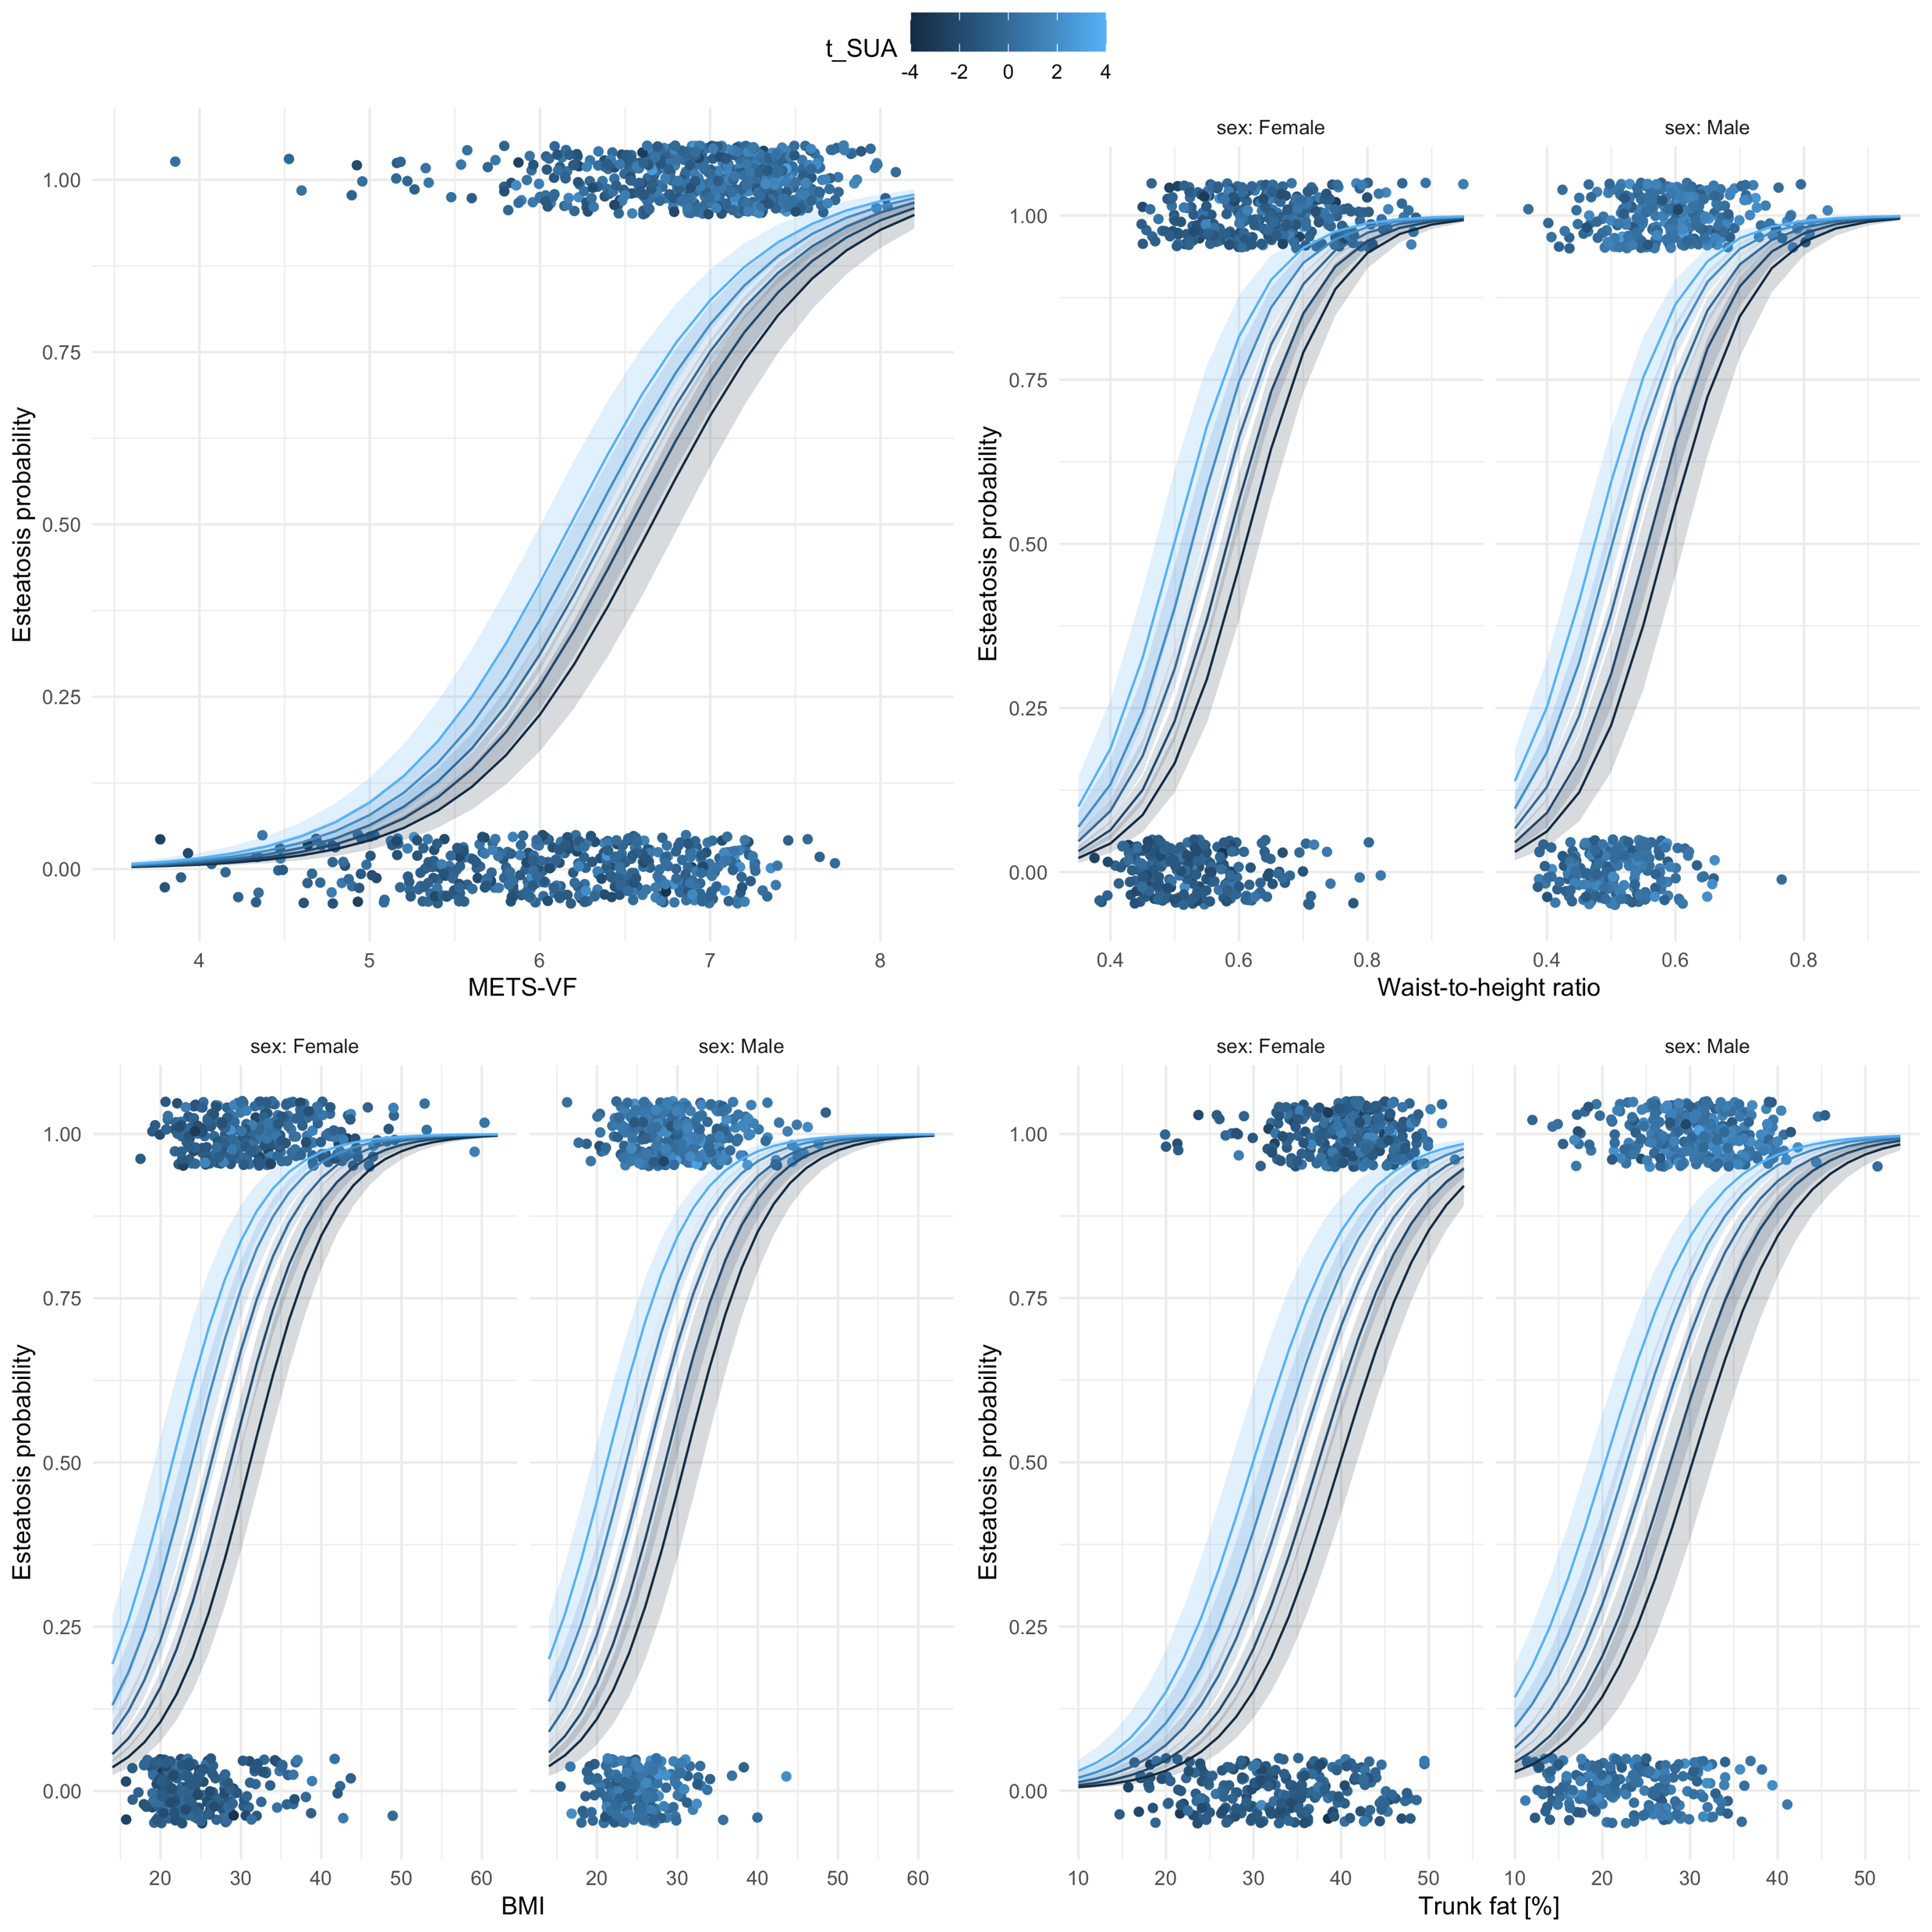 t_SUA
-4 -2 0 2 4
Esteatosis probability
1.00
0.75
0.50
0.25
0.00
4 5 6 7 8
METS-VF
sex: Female sex: Male
Esteatosis probability
1.00
0.75
0.50
0.25
0.00
0.4 0.6 0.8 0.4 0.6 0.8
Waist-to-height ratio
sex: Female sex: Male
Esteatosis probability
1.00
0.75
0.50
0.25
0.00
20 30 40 50 60 20 30 40 50 60
BMI
sex: Female sex: Male
Esteatosis probability
1.00
0.75
0.50
0.25
0.00
10 20 30 40 50 10 20 30 40 50
Trunk fat [%]